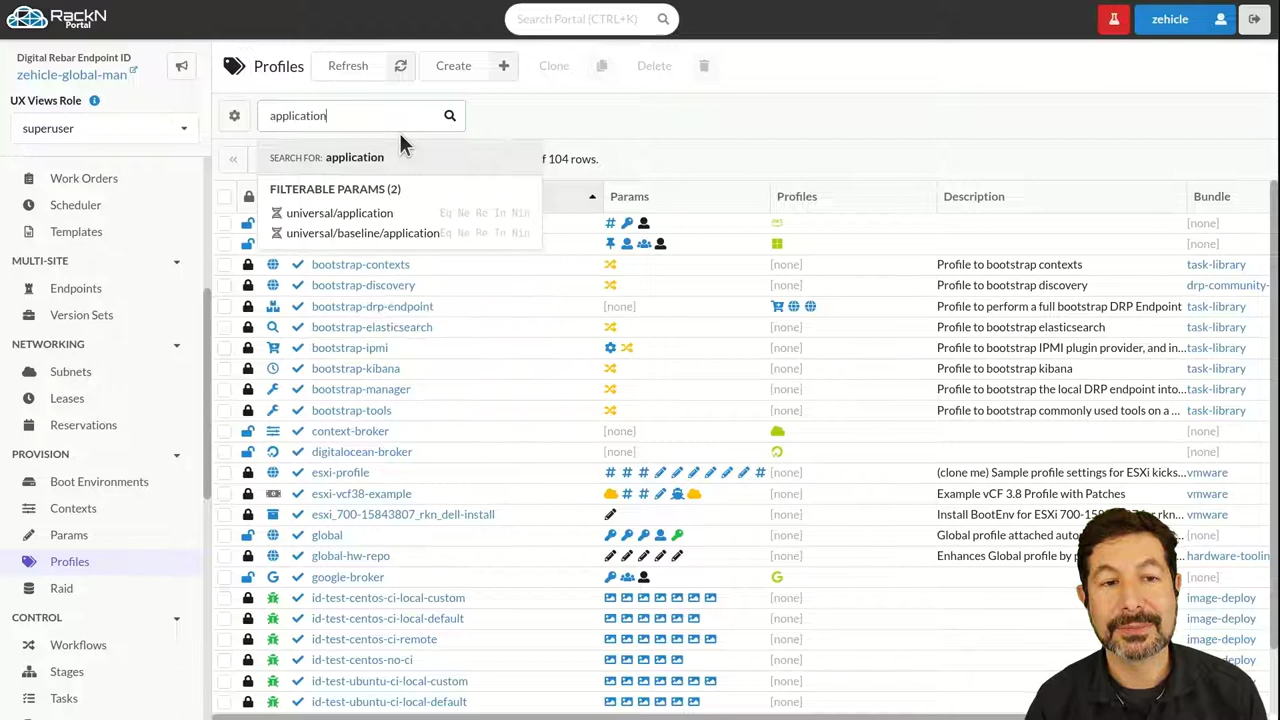 RackN
Portal
Search Portal (CTRL+K)
zehicle
Digital Rebar Endpoint ID
zehicle-global-man
UX Views Role
superuser
Work Orders
Scheduler
Templates
MULTI-SITE
Endpoints
Version Sets
NETWORKING
Subnets
Leases
Reservations
PROVISION
Boot Environments
Contexts
Params
Profiles
Raid
CONTROL
Workflows
Stages
Tasks
Profiles
Refresh
Create
Clone
Delete
application
SEARCH FOR: application
FILTERABLE PARAMS (2)
universal/application Eq Ne Re In Nin
universal/baseline/application Eq Ne Re In Nin
of 104 rows.
Params Profiles Description Bundle
[none]
[none]
bootstrap-contexts [none] Profile to bootstrap contexts task-library
bootstrap-discovery [none] Profile to bootstrap discovery drp-community-
bootstrap-drp-endpoint [none] Profile to perform a full bootstrap DRP Endpoint task-library
bootstrap-elasticsearch [none] Profile to bootstrap elasticsearch task-library
bootstrap-ipmi [none] Profile to bootstrap IPMI plugin provider, and in... task-library
bootstrap-kibana [none] Profile to bootstrap kibana task-library
bootstrap-manager [none] Profile to bootstrap the local DRP endpoint into... task-library
bootstrap-tools [none] Profile to bootstrap commonly used tools on a ... task-library
context-broker [none] [none]
digitalocean-broker [none] [none]
esxi-profile [none] (clone me) Sample profile settings for ESXi kicks... vmware
esxi-vcf38-example [none] Example vCF 3.8 Profile with Patches vmware
esxi_700-15843807_rkn_dell-install [none] Install BootEnv for ESXi 700-15 vmware
global [none] Global profile attached auto [none]
global-hw-repo [none] Enhances Global profile by hardware-toolin
google-broker [none]
id-test-centos-ci-local-custom [none] image-deploy
id-test-centos-ci-local-default [none] image-deploy
id-test-centos-ci-remote [none] image-deploy
id-test-centos-no-ci [none] deploy
id-test-ubuntu-ci-local-custom [none] deploy
id-test-ubuntu-ci-local-default [none]